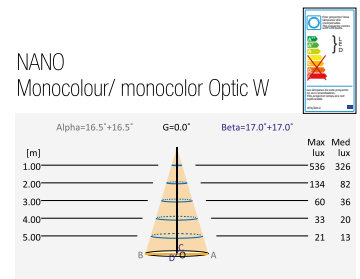 NANO
Monocolour/ monocolor Optic W
L
E
D
Alpha=16.5°+16.5° G=0.0° Beta=17.0°+17.0°
Max Med
[m] lux lux
1.00 536 326
2.00 134 82
3.00 60 36
4.00 33 20
5.00 21 13
C
B D O A